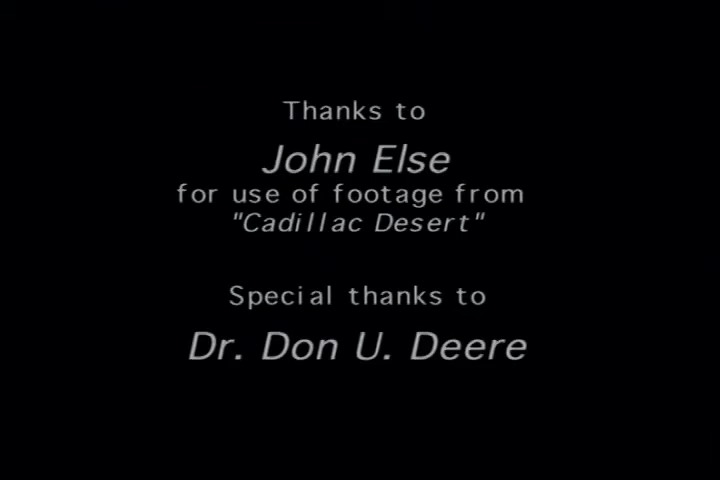 Thanks to
John Else
for use of footage from
"Cadillac Desert"
Special thanks to
Dr. Don U. Deere